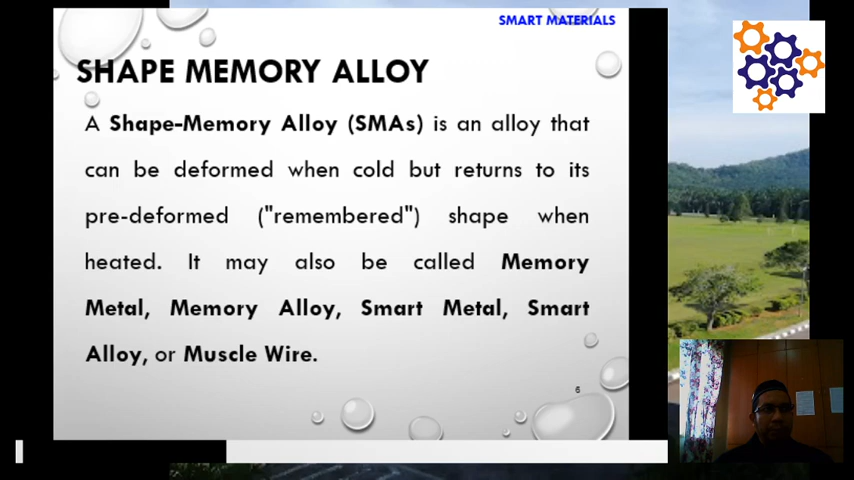 SMART MATERIALS
SHAPE MEMORY ALLOY
A Shape-Memory Alloy (SMAs) is an alloy that
can be deformed when cold but returns to its
pre-deformed ("remembered") shape when
heated. It may also be called Memory
Metal, Memory Alloy, Smart Metal, Smart
Alloy, or Muscle Wire.
6